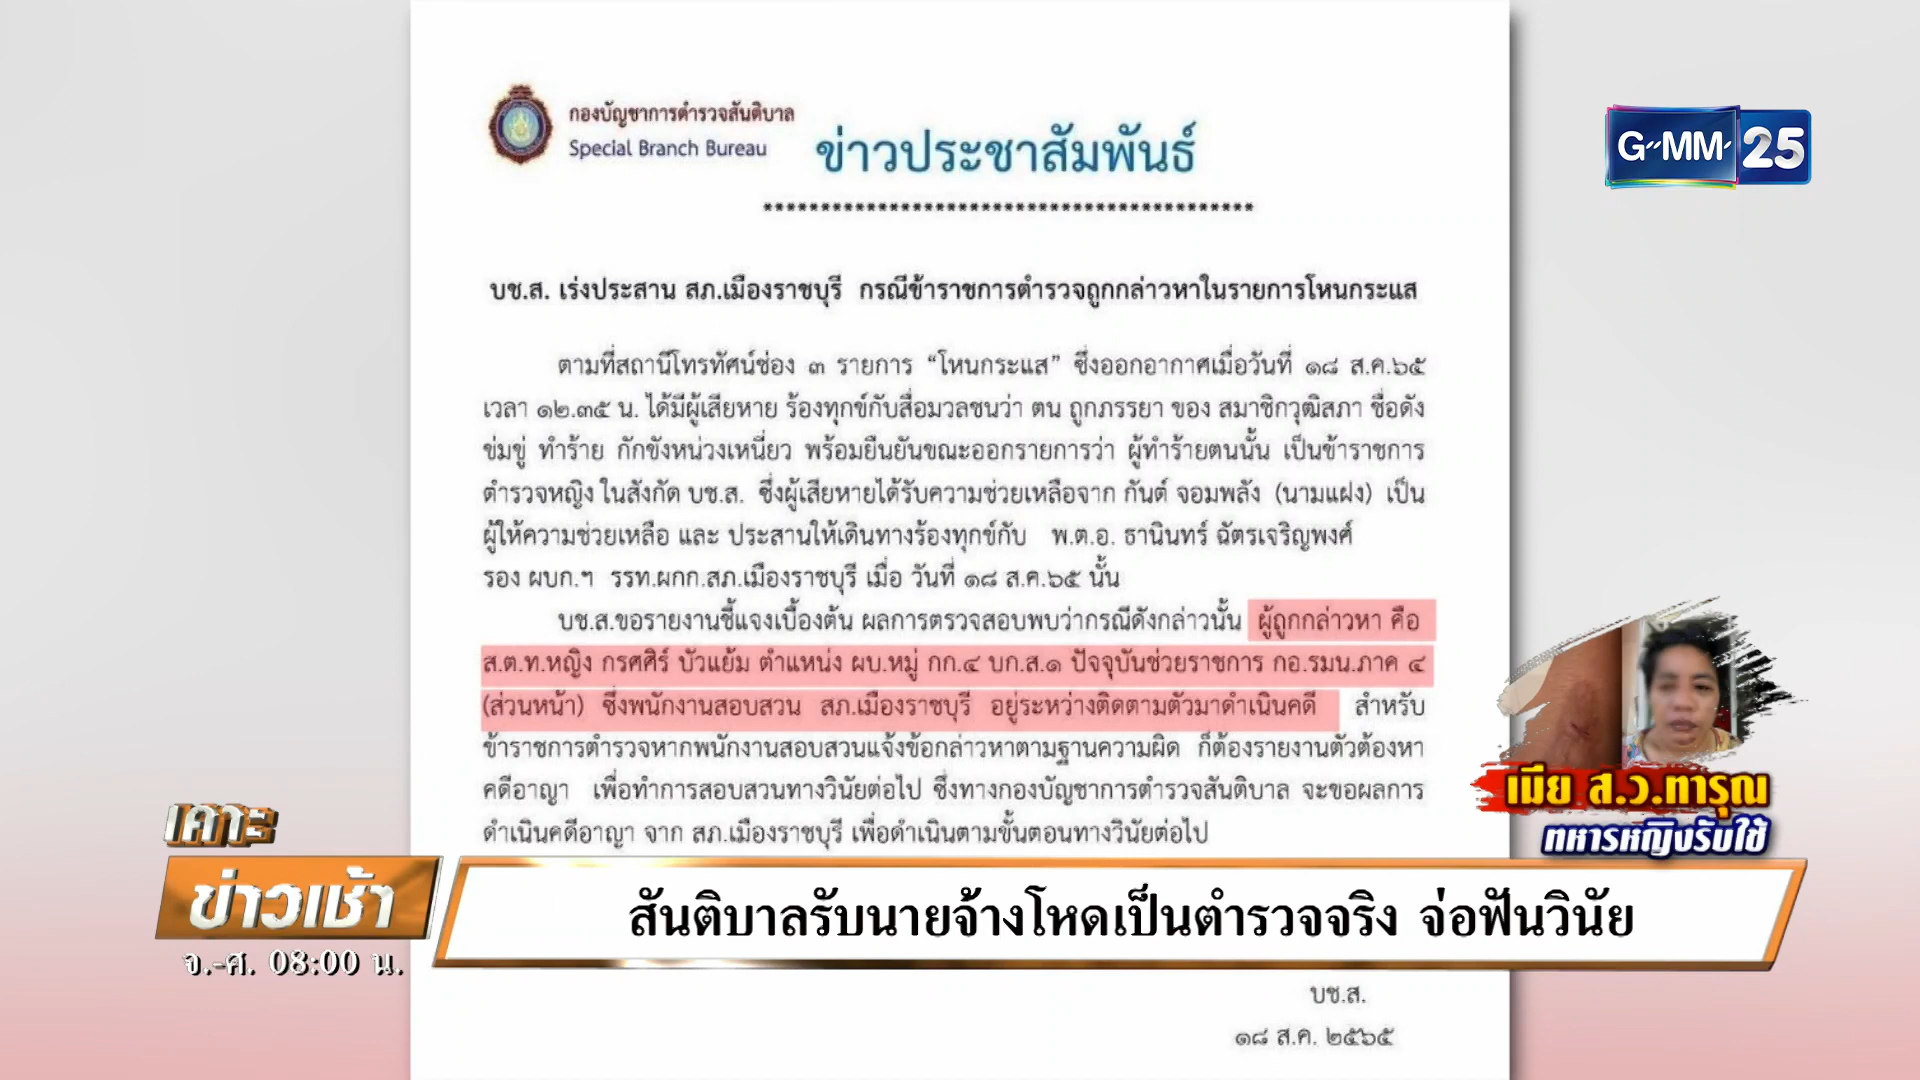 กองบัญชาการตำรวจสันติบาล
Special Branch Bureau
ข่าวประชาสัมพันธ์
*******************************************
G-MM 25
บช.ส. เร่งประสาน สภ.เมืองราชบุรี กรณีข้าราชการตำรวจถูกกล่าวหาในรายการโหนกระแส
ตามที่สถานีโทรทัศน์ช่อง ๓ รายการ “โหนกระแส” ซึ่งออกอากาศเมื่อวันที่ ๑๘ ส.ค.๖๕
เวลา ๑๒.๓๕ น. ได้มีผู้เสียหาย ร้องทุกข์กับสื่อมวลชนว่า ตน ถูกภรรยา ของ สมาชิกวุฒิสภา ชื่อดัง
ข่มขู่ ทำร้าย กักขังหน่วงเหนี่ยว พร้อมยืนยันขณะออกรายการว่า ผู้ทำร้ายตนนั้น เป็นข้าราชการ
ตำรวจหญิง ในสังกัด บช.ส. ซึ่งผู้เสียหายได้รับความช่วยเหลือจาก กันต์ จอมพลัง (นามแฝง) เป็น
ผู้ให้ความช่วยเหลือ และ ประสานให้เดินทางร้องทุกข์กับ พ.ต.อ. ธานินทร์ ฉัตรเจริญพงศ์
รอง ผบก.ฯ รรท.ผกก.สภ.เมืองราชบุรี เมื่อ วันที่ ๑๘ ส.ค.๖๕ นั้น
บช.ส.ขอรายงานชี้แจงเบื้องต้น ผลการตรวจสอบพบว่ากรณีดังกล่าวนั้น ผู้ถูกกล่าวหา คือ
ส.ต.ท.หญิง กรศศิร์ บัวแย้ม ตำแหน่ง ผบ.หมู่ กก.๔ บก.ส.๑ ปัจจุบันช่วยราชการ กอ.รมน.ภาค ๔
(ส่วนหน้า) ซึ่งพนักงานสอบสวน สภ.เมืองราชบุรี อยู่ระหว่างติดตามตัวมาดำเนินคดี สำหรับ
ข้าราชการตำรวจหากพนักงานสอบสวนแจ้งข้อกล่าวหาตามฐานความผิด ก็ต้องรายงานตัวต้องหา
คดีอาญา เพื่อทำการสอบสวนทางวินัยต่อไป ซึ่งทางกองบัญชาการตำรวจสันติบาล จะขอผลการ
ดำเนินคดีอาญา จาก สภ.เมืองราชบุรี เพื่อดำเนินตามขั้นตอนทางวินัยต่อไป
เมีย ส.ว.ทารุณ
ทหารหญิงรับใช้
เคาะ
ข่าวเช้า
จ.-ศ. 08:00 น.
สันติบาลรับนายจ้างโหดเป็นตำรวจจริง จ่อฟันวินัย
บช.ส.
๑๘ ส.ค. ๒๕๖๕